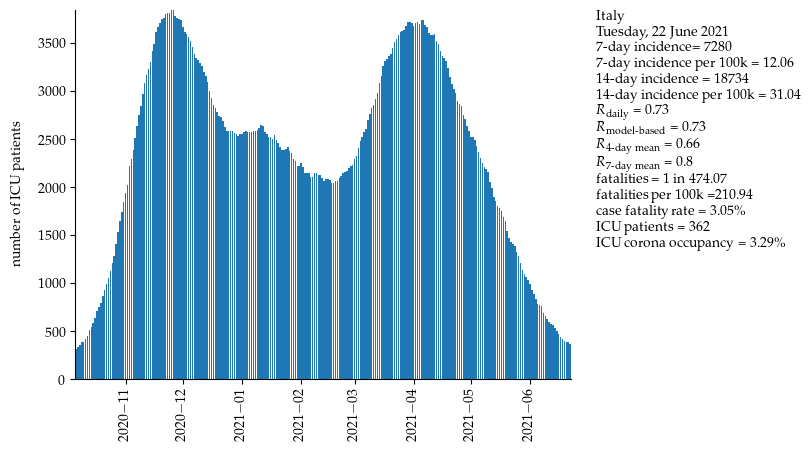 Italy
Tuesday, 22 June 2021
7-day incidence= 7280
7-day incidence per 100k = 12.06
14-day incidence = 18734
14-day incidence per 100k = 31.04
R_daily = 0.73
R_model-based = 0.73
R_4-day mean = 0.66
R_7-day mean = 0.8
fatalities = 1 in 474.07
fatalities per 100k =210.94
case fatality rate = 3.05%
ICU patients = 362
ICU corona occupancy = 3.29%
number of ICU patients
3500
3000
2500
2000
1500
1000
500
0
2020−11
2020−12
2021−01
2021−02
2021−03
2021−04
2021−05
2021−06